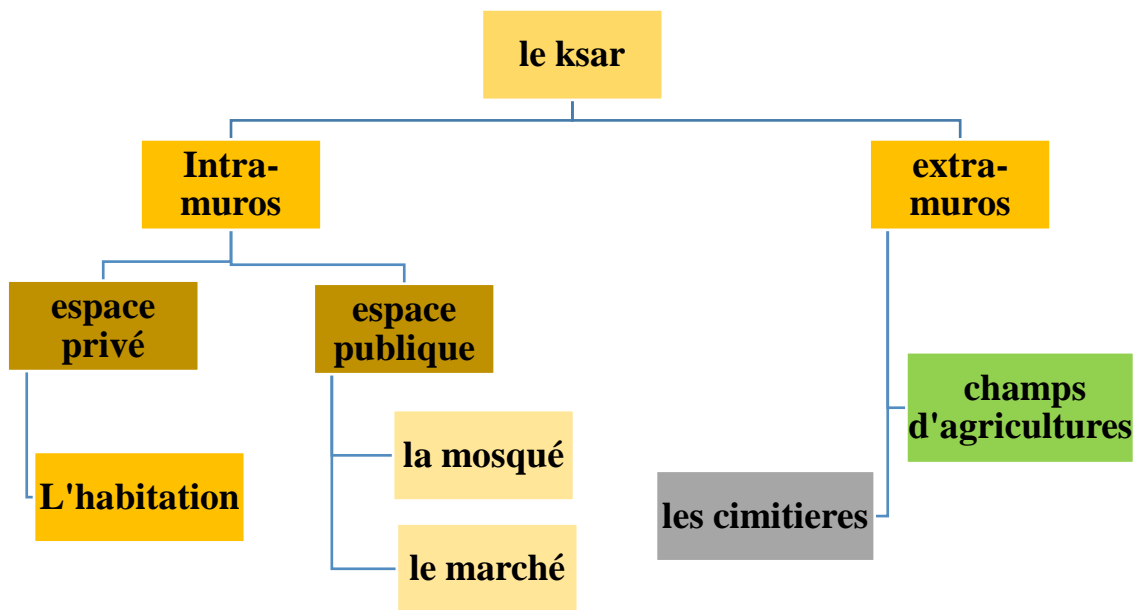 le ksar
Intra-
muros
extra-
muros
espace
privé
espace
publique
champs
d'agricultures
la mosqué
L'habitation
les cimitieres
le marché